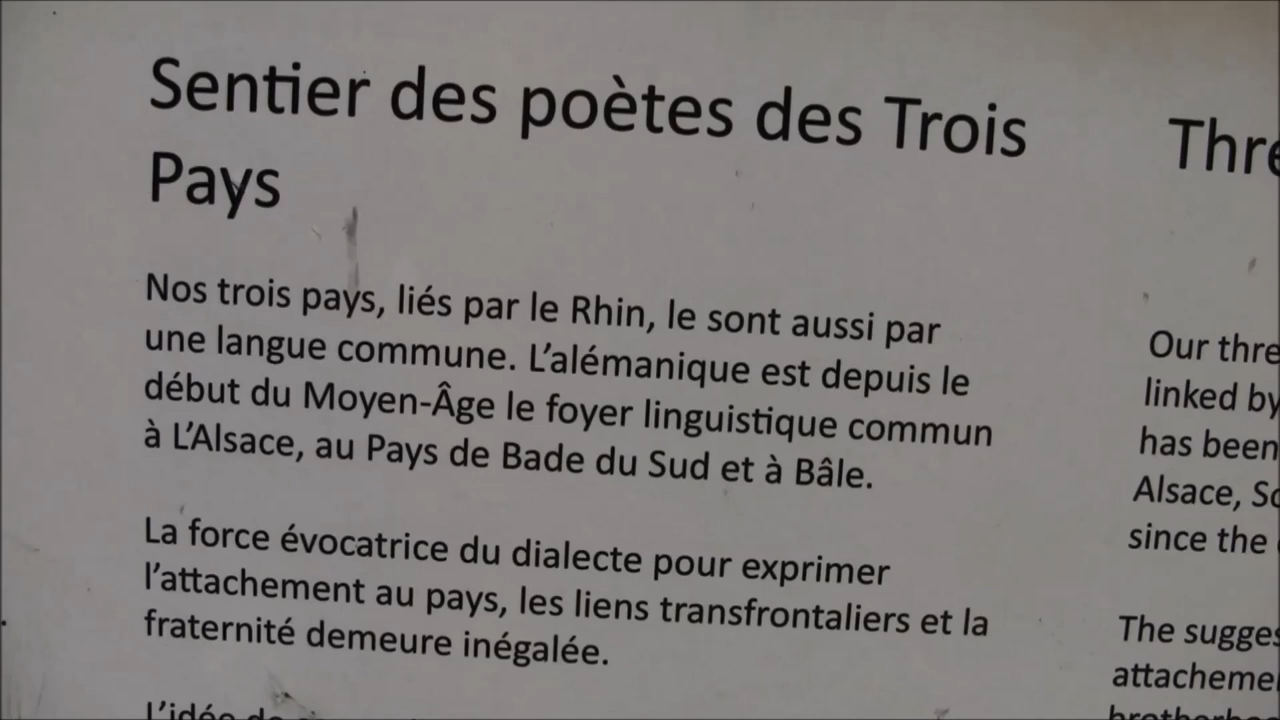 Sentier des poètes des Trois
Pays
Nos trois pays, liés par le Rhin, le sont aussi par
une langue commune. L'alémanique est depuis le
début du Moyen-Âge le foyer linguistique commun
à L'Alsace, au Pays de Bade du Sud et à Bâle.
La force évocatrice du dialecte pour exprimer
l'attachement au pays, les liens transfrontaliers et la
fraternité demeure inégalée.
L'idée de
Our thre
linked by
has been
Alsace, So
since the
The sugges
attachemen